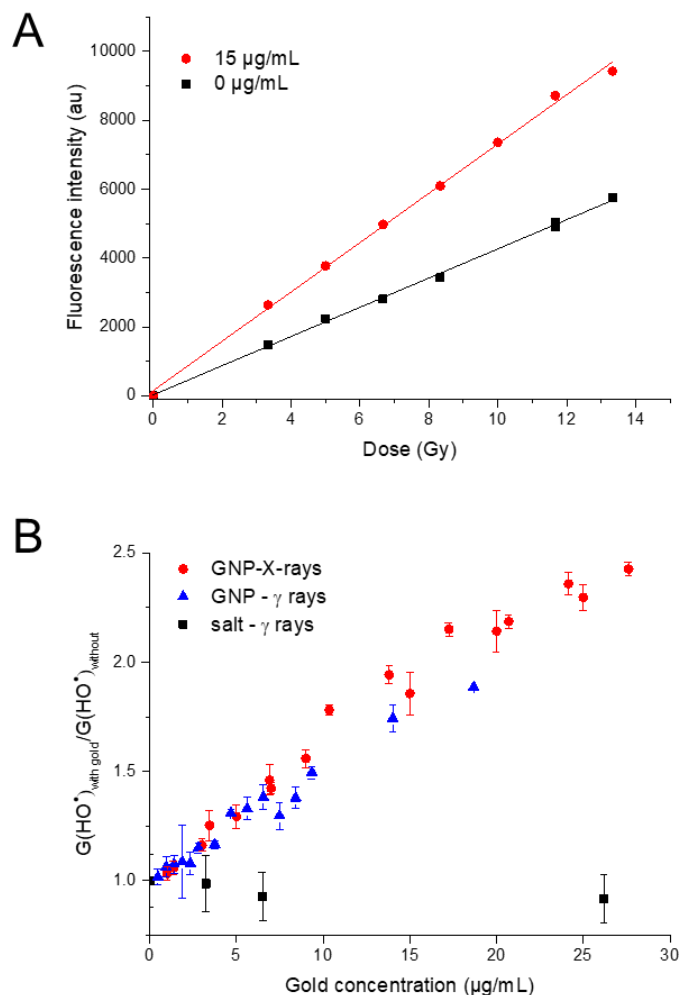 A
15 µg/mL
0 µg/mL
Fluorescence intensity (au)
10000
8000
6000
4000
2000
0
0 2 4 6 8 10 12 14
Dose (Gy)
B
GNP-X-rays
GNP - γ rays
salt - γ rays
G(HO•)with gold/G(HO•)without
2.5
2.0
1.5
1.0
0 5 10 15 20 25 30
Gold concentration (µg/mL)